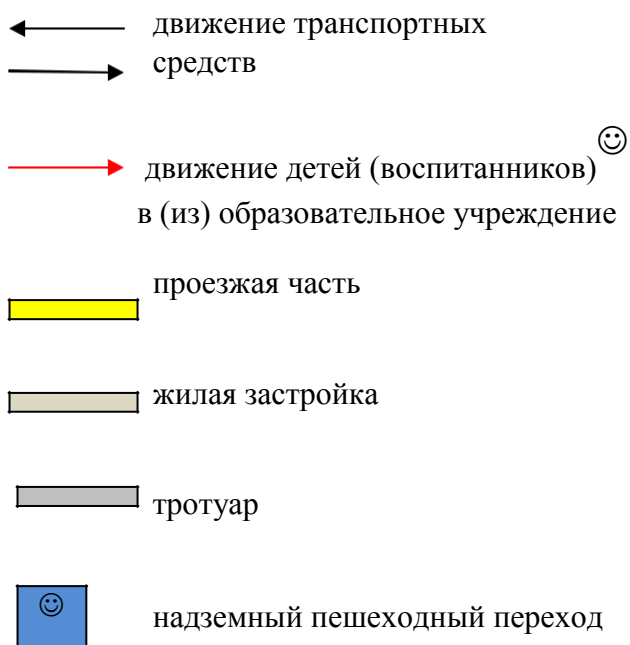 движение транспортных
средств
движение детей (воспитанников)
в (из) образовательное учреждение
проезжая часть
жилая застройка
тротуар
надземный пешеходный переход